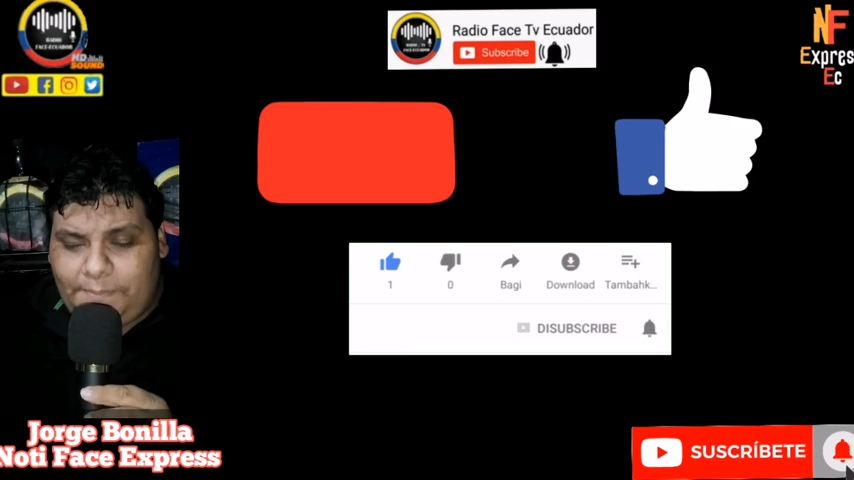 RADIO
FACE-ECUADOR
HD
SOUND
Radio Face Tv Ecuador
Subscribe
NF
Expres
Ec
1
0
Bagi
Download
Tambahk...
DISUBSCRIBE
Jorge Bonilla
Noti Face Express
SUSCRÍBETE